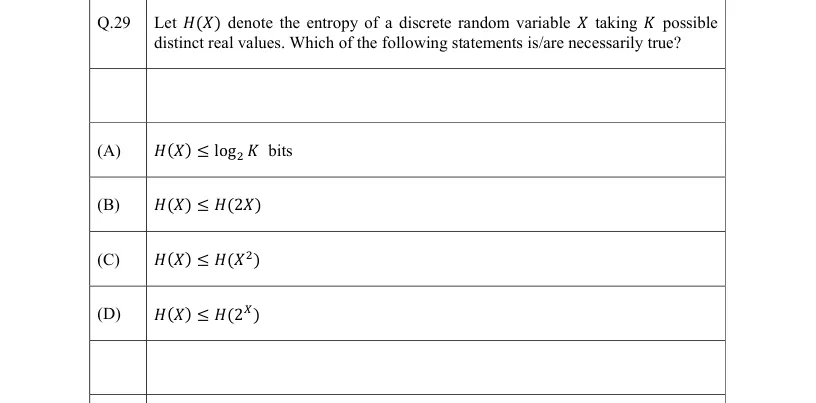 Q.29 Let H(X) denote the entropy of a discrete random variable X taking K possible
distinct real values. Which of the following statements is/are necessarily true?
(A) H(X) ≤ log₂ K bits
(B) H(X) ≤ H(2X)
(C) H(X) ≤ H(X²)
(D) H(X) ≤ H(2ˣ)